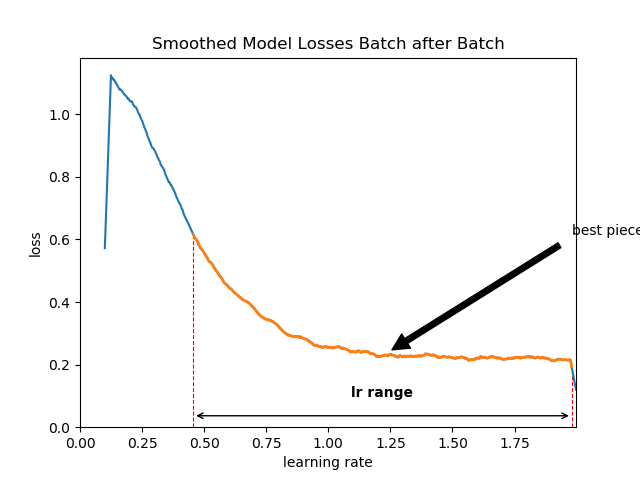 Smoothed Model Losses Batch after Batch
1.0
0.8
0.6
0.4
0.2
0.0
loss
best piece
lr range
0.00 0.25 0.50 0.75 1.00 1.25 1.50 1.75
learning rate